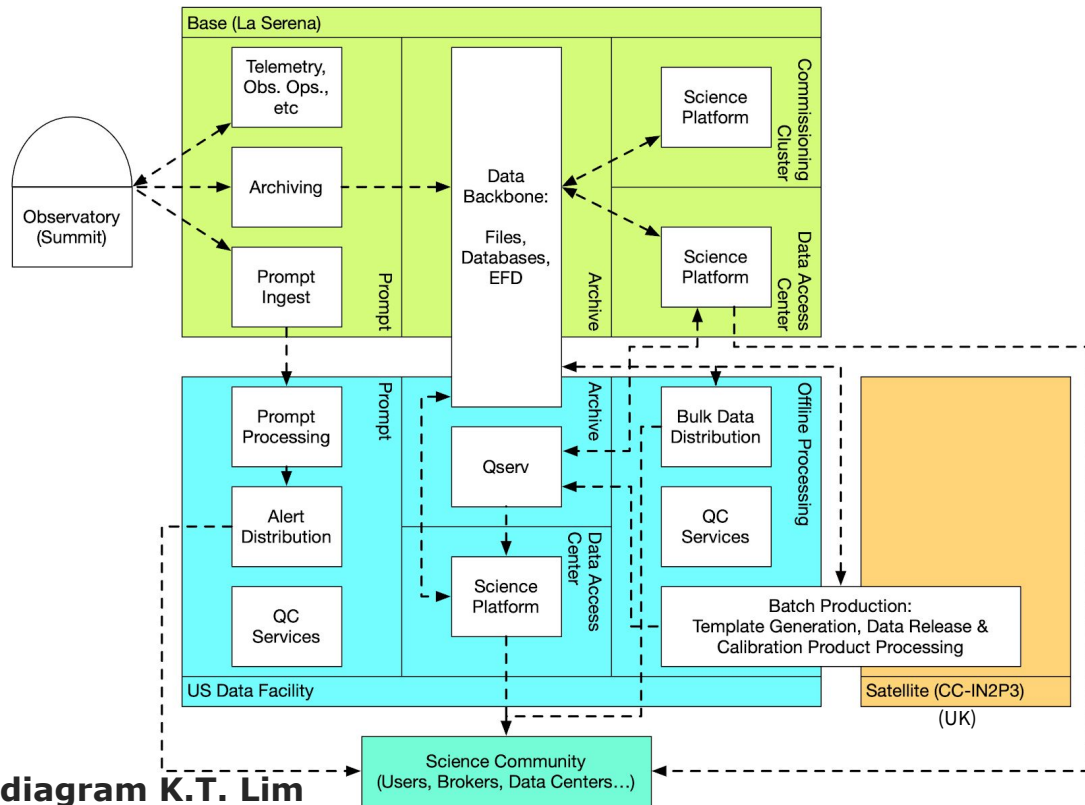 Base (La Serena)
Telemetry,
Obs. Ops.,
etc
Archiving
Prompt
Ingest
Prompt
Observatory
(Summit)
Data
Backbone:
Files,
Databases,
EFD
Archive
Science
Platform
Commissioning
Cluster
Science
Platform
Data Access
Center
Prompt
Processing
Prompt
Alert
Distribution
QC
Services
Archive
Qserv
Science
Platform
Data Access
Center
Bulk Data
Distribution
Offline Processing
QC
Services
Batch Production:
Template Generation, Data Release &
Calibration Product Processing
US Data Facility
Satellite (CC-IN2P3)
(UK)
Science Community
(Users, Brokers, Data Centers…)
diagram K.T. Lim